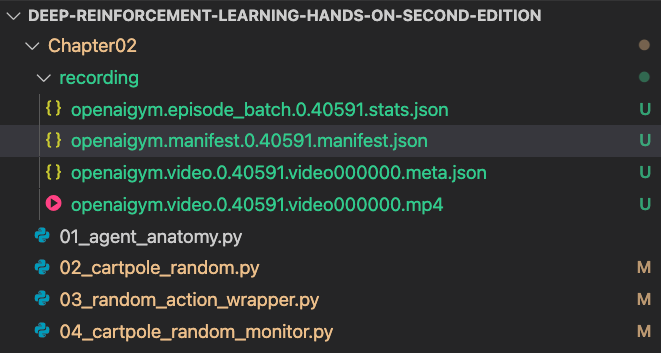 DEEP-REINFORCEMENT-LEARNING-HANDS-ON-SECOND-EDITION
Chapter02
recording
{} openaigym.episode_batch.0.40591.stats.json U
{} openaigym.manifest.0.40591.manifest.json U
{} openaigym.video.0.40591.video000000.meta.json U
openaigym.video.0.40591.video000000.mp4 U
01_agent_anatomy.py
02_cartpole_random.py M
03_random_action_wrapper.py M
04_cartpole_random_monitor.py M